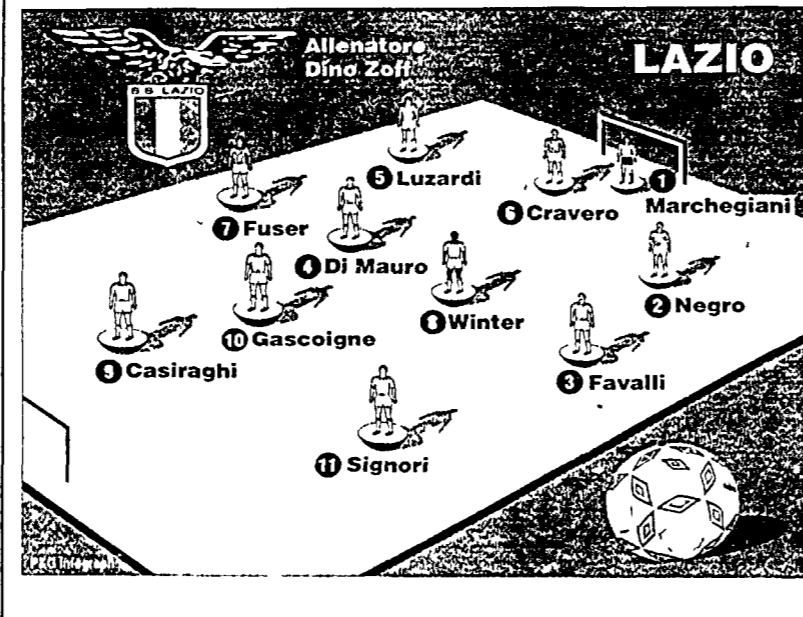 Allenatore
Dino Zoff
LAZIO
S S LAZIO
5 Luzardi
1
Marchegiani
6 Cravero
7 Fuser
4 Di Mauro
2 Negro
8 Winter
10 Gascoigne
9 Casiraghi
3 Favalli
11 Signori
P&G Infograph